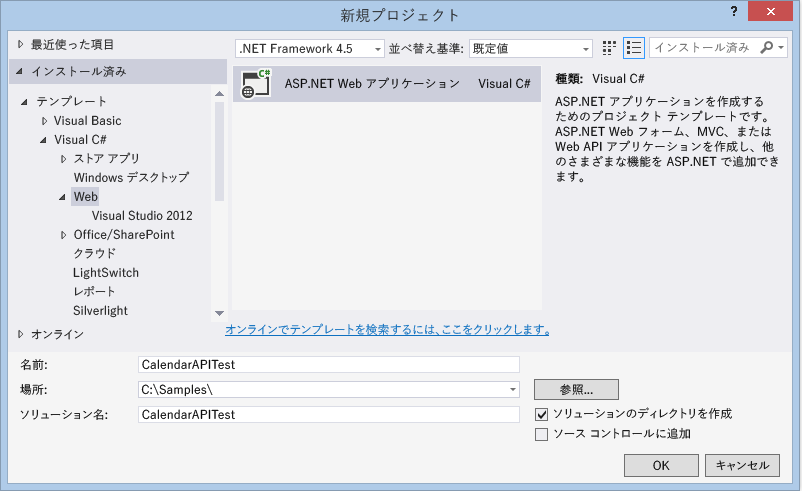 新規プロジェクト
?
最近使った項目
インストール済み
テンプレート
Visual Basic
Visual C#
ストア アプリ
Windows デスクトップ
Web
Visual Studio 2012
Office/SharePoint
クラウド
LightSwitch
レポート
Silverlight
オンライン
.NET Framework 4.5
並べ替え基準:
既定値
インストール済み
C#
ASP.NET Web アプリケーション Visual C#
オンラインでテンプレートを検索するには、ここをクリックします。
種類: Visual C#
ASP.NET アプリケーションを作成する
ためのプロジェクト テンプレートです。
ASP.NET Web フォーム、MVC、または
Web API アプリケーションを作成し、他
のさまざまな機能を ASP.NET で追加でき
ます。
名前: CalendarAPITest
場所: C:\Samples\
参照...
ソリューション名: CalendarAPITest
ソリューションのディレクトリを作成
ソース コントロールに追加
OK
キャンセル